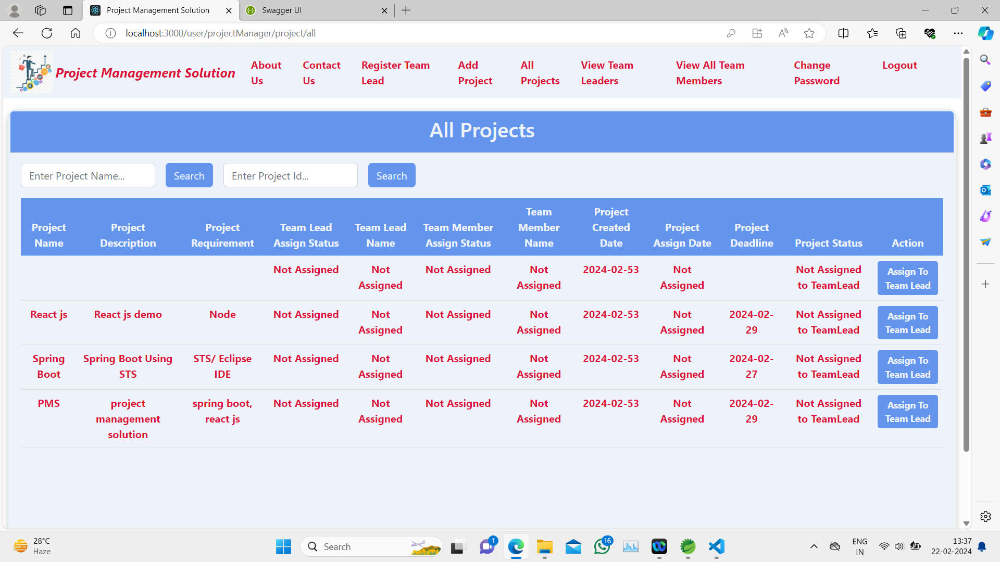 Project Management Solution
Swagger UI
localhost:3000/user/projectManager/project/all
Project Management Solution
About Us
Contact Us
Register Team Lead
Add Project
All Projects
View Team Leaders
View All Team Members
Change Password
Logout
All Projects
Enter Project Name...
Search
Enter Project Id...
Search
Project Name
Project Description
Project Requirement
Team Lead Assign Status
Team Lead Name
Team Member Assign Status
Team Member Name
Project Created Date
Project Assign Date
Project Deadline
Project Status
Action
Not Assigned
Not Assigned
Not Assigned
Not Assigned
2024-02-53
Not Assigned
Not Assigned to TeamLead
Assign To Team Lead
React js
React js demo
Node
Not Assigned
Not Assigned
Not Assigned
Not Assigned
2024-02-53
Not Assigned
2024-02-29
Not Assigned to TeamLead
Assign To Team Lead
Spring Boot
Spring Boot Using STS
STS/ Eclipse IDE
Not Assigned
Not Assigned
Not Assigned
Not Assigned
2024-02-53
Not Assigned
2024-02-27
Not Assigned to TeamLead
Assign To Team Lead
PMS
project management solution
spring boot, react js
Not Assigned
Not Assigned
Not Assigned
Not Assigned
2024-02-53
Not Assigned
2024-02-29
Not Assigned to TeamLead
Assign To Team Lead
28°C
Haze
Search
1
16
ENG
IN
13:37
22-02-2024